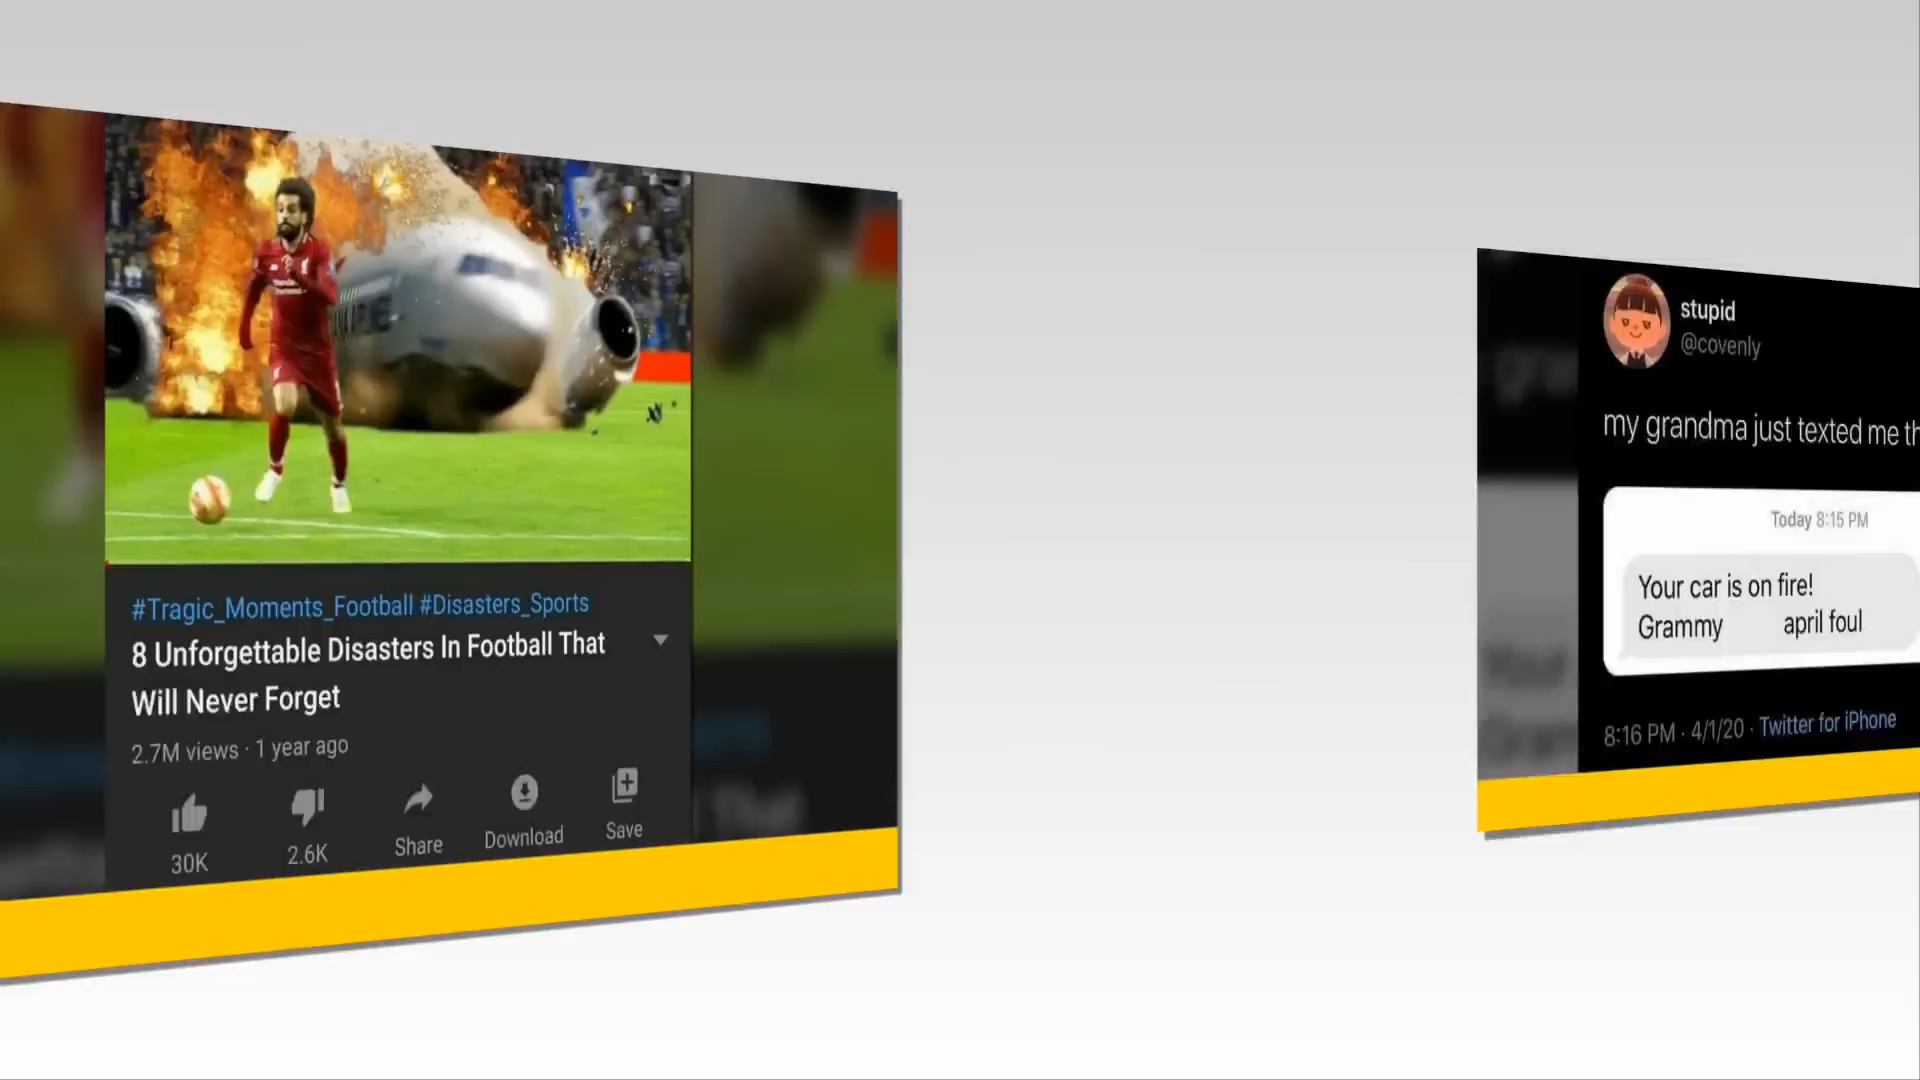 #Tragic_Moments_Football #Disasters_Sports
8 Unforgettable Disasters In Football That
Will Never Forget
2.7M views · 1 year ago
30K
2.6K
Share
Download
Save
stupid
@covenly
my grandma just texted me
Today 8:15 PM
Your car is on fire!
Grammy april foul
8:16 PM · 4/1/20 · Twitter for iPhone